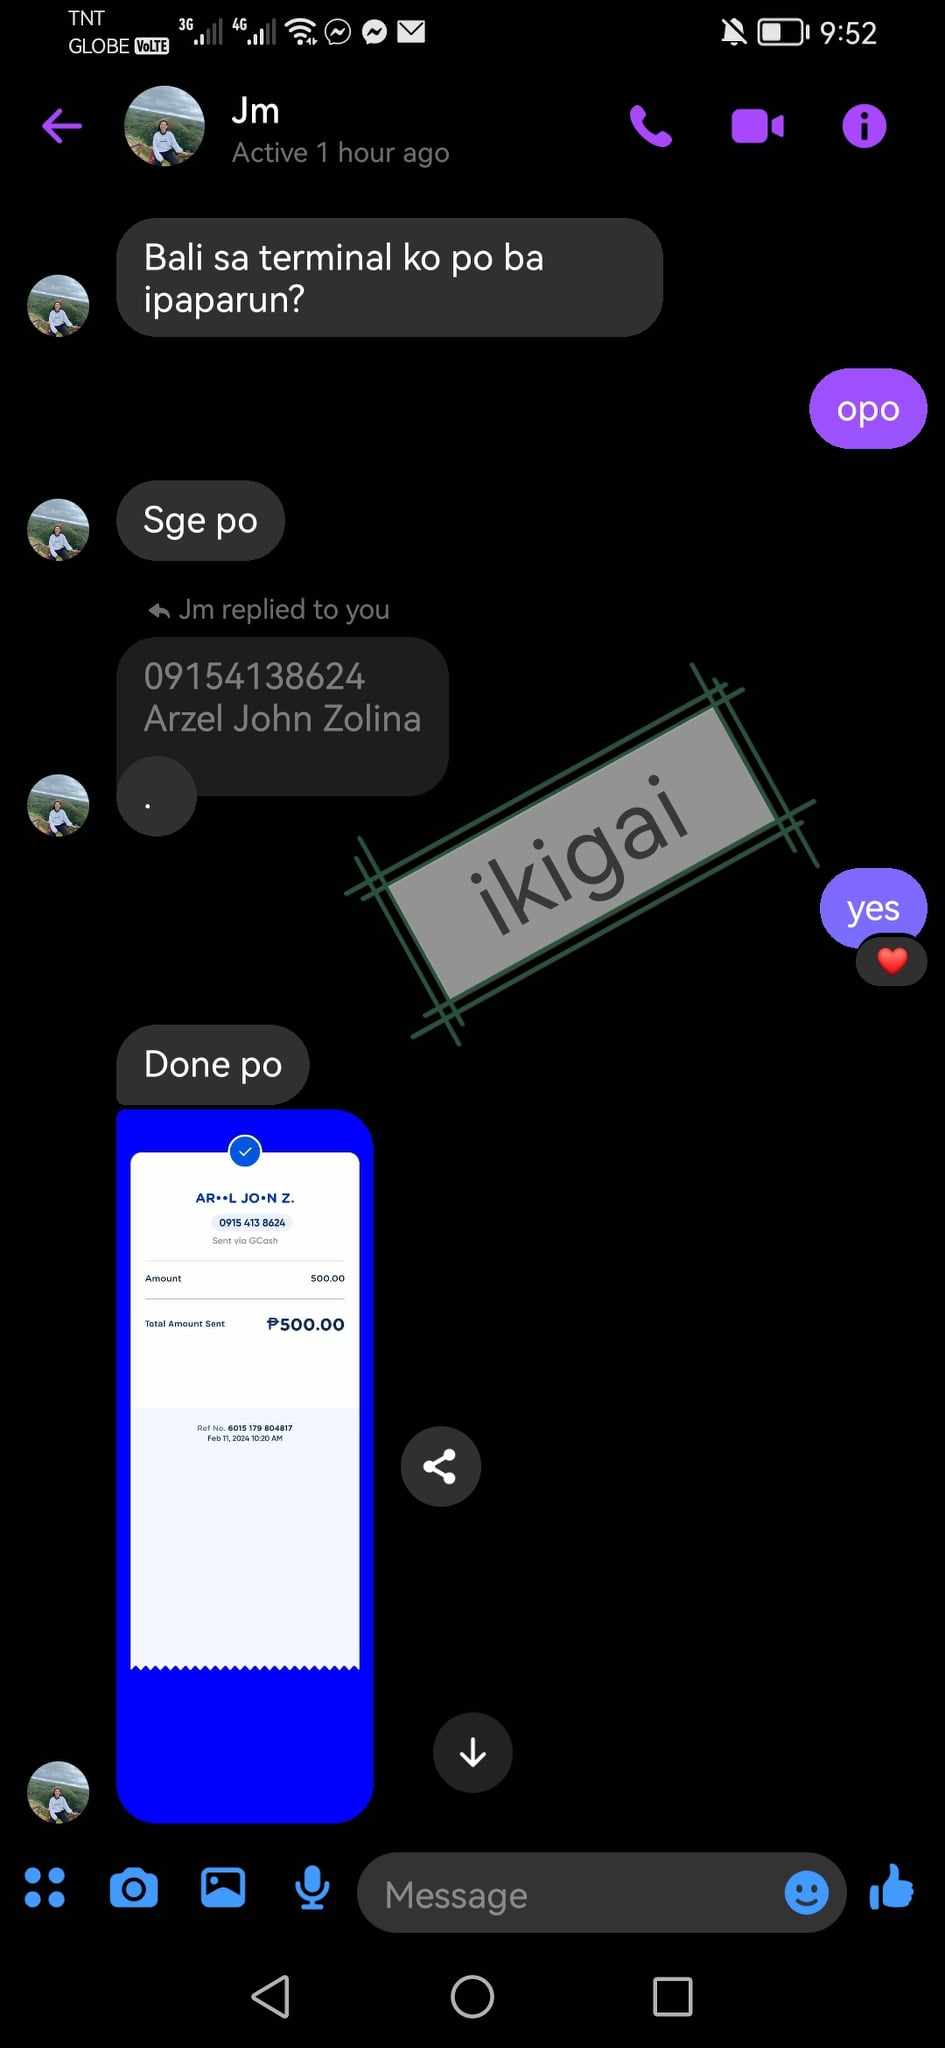 TNT
GLOBE VoLTE
3G
4G
9:52
Jm
Active 1 hour ago
Bali sa terminal ko po ba
ipaparun?
opo
Sge po
Jm replied to you
09154138624
Arzel John Zolina
.
ikigai
yes
Done po
AR••L JO•N Z.
0915 413 8624
Sent via GCash
Amount 500.00
Total Amount Sent ₱500.00
Ref No. 6015 179 804817
Feb 11, 2024 10:20 AM
Message